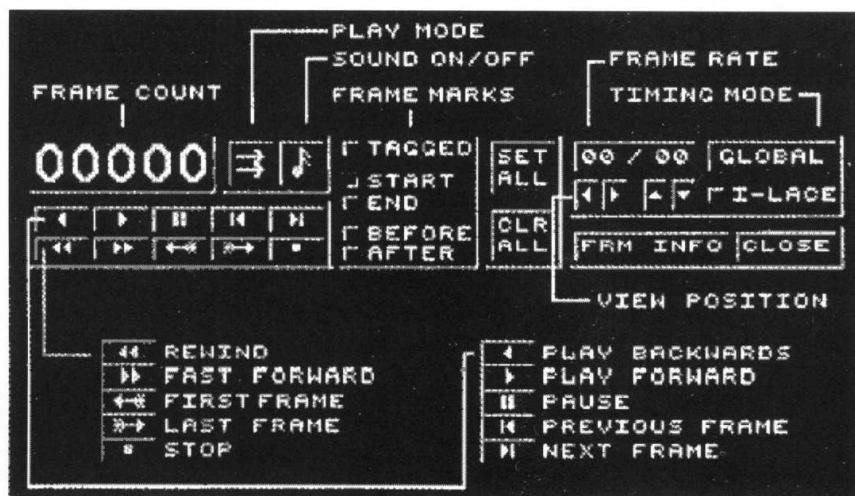 PLAY MODE
SOUND ON/OFF
FRAME RATE
FRAME COUNT
FRAME MARKS
TIMING MODE
00000
TAGGED
START
END
BEFORE
AFTER
SET
ALL
CLR
ALL
00 / 00
GLOBAL
I-LACE
FRM INFO
CLOSE
VIEW POSITION
REWIND
FAST FORWARD
FIRST FRAME
LAST FRAME
STOP
PLAY BACKWARDS
PLAY FORWARD
PAUSE
PREVIOUS FRAME
NEXT FRAME